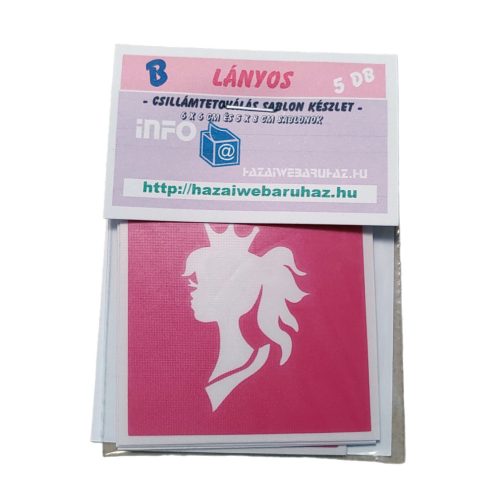 B LÁNYOS 5 DB
- CSILLÁMTETOVÁLÁS SABLON KÉSZLET -
6 X 6 CM ÉS 8 X 8 CM SABLONOK
iNFO @
HAZAIWEBARUHAZ.HU
http://hazaiwebaruhaz.hu